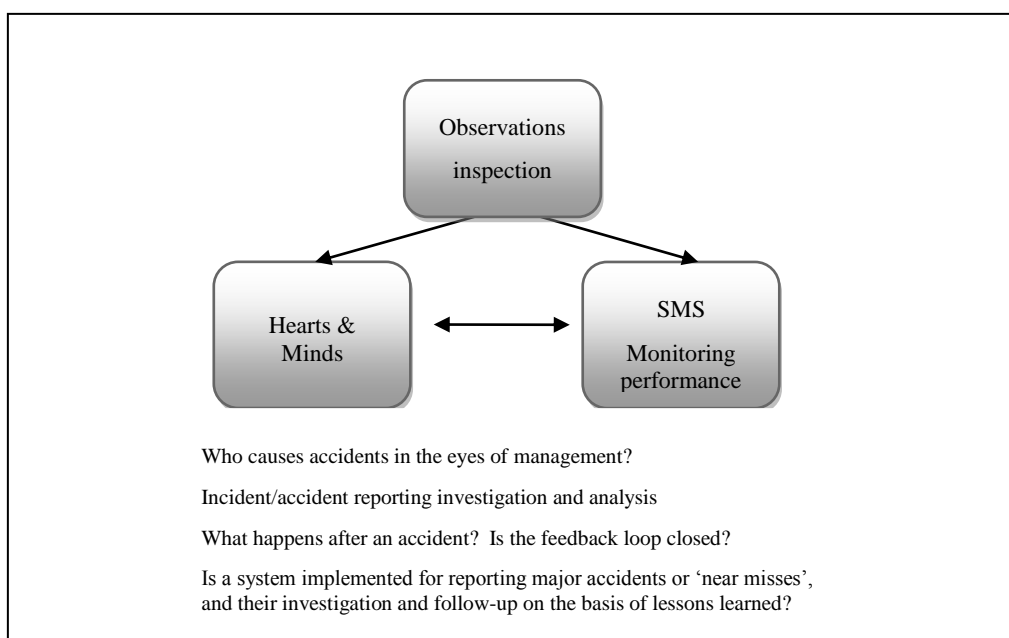 Observations
inspection
Hearts &
Minds
SMS
Monitoring
performance
Who causes accidents in the eyes of management?
Incident/accident reporting investigation and analysis
What happens after an accident?  Is the feedback loop closed?
Is a system implemented for reporting major accidents or ‘near misses’,
and their investigation and follow-up on the basis of lessons learned?